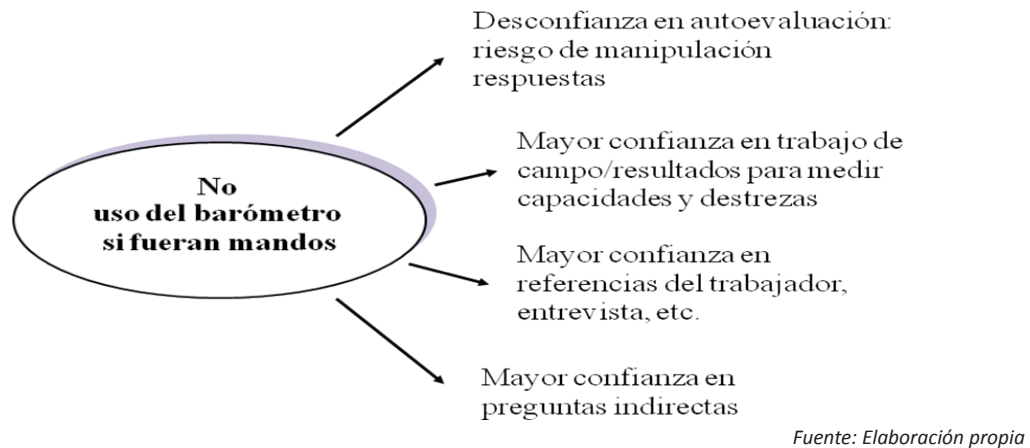 Desconfianza en autoevaluación:
riesgo de manipulación
respuestas
Mayor confianza en trabajo de
campo/resultados para medir
capacidades y destrezas
No
uso del barómetro
si fueran mandos
Mayor confianza en
referencias del trabajador,
entrevista, etc.
Mayor confianza en
preguntas indirectas
Fuente: Elaboración propia